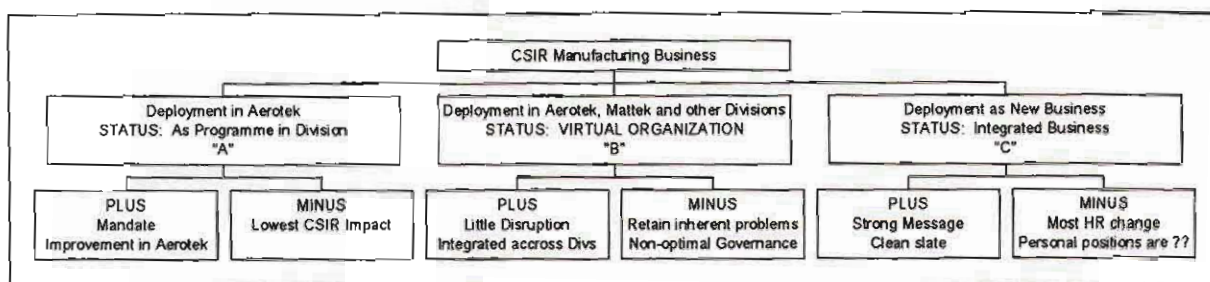 CSIR Manufacturing Business
Deployment in Aerotek
STATUS: As Programme in Division
"A"
Deployment in Aerotek, Mattek and other Divisions
STATUS: VIRTUAL ORGANIZATION
"B"
Deployment as New Business
STATUS: Integrated Business
"C"
PLUS
Mandate
Improvement in Aerotek
MINUS
Lowest CSIR Impact
PLUS
Little Disruption
Integrated accross Divs
MINUS
Retain inherent problems
Non-optimal Governance
PLUS
Strong Message
Clean slate
MINUS
Most HR change
Personal positions are ??